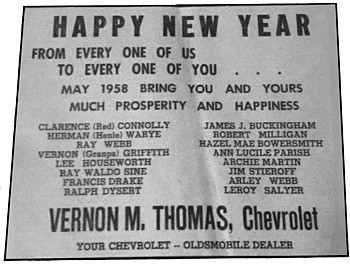 HAPPY NEW YEAR
FROM EVERY ONE OF US
TO EVERY ONE OF YOU . . .
MAY 1958 BRING YOU AND YOURS
MUCH PROSPERITY AND HAPPINESS
CLARENCE (Red) CONNOLLY
HERMAN (Henie) WARYE
RAY WEBB
VERNON (Granpa) GRIFFITH
LEE HOUSEWORTH
RAY WALDO SINE
FRANCIS DRAKE
RALPH DYSERT
JAMES J. BUCKINGHAM
ROBERT MILLIGAN
HAZEL MAE BOWERSMITH
ANN LUCILE PARISH
ARCHIE MARTIN
JIM STIEROFF
ARLEY WEBB
LEROY SALYER
VERNON M. THOMAS, Chevrolet
YOUR CHEVROLET -- OLDSMOBILE DEALER